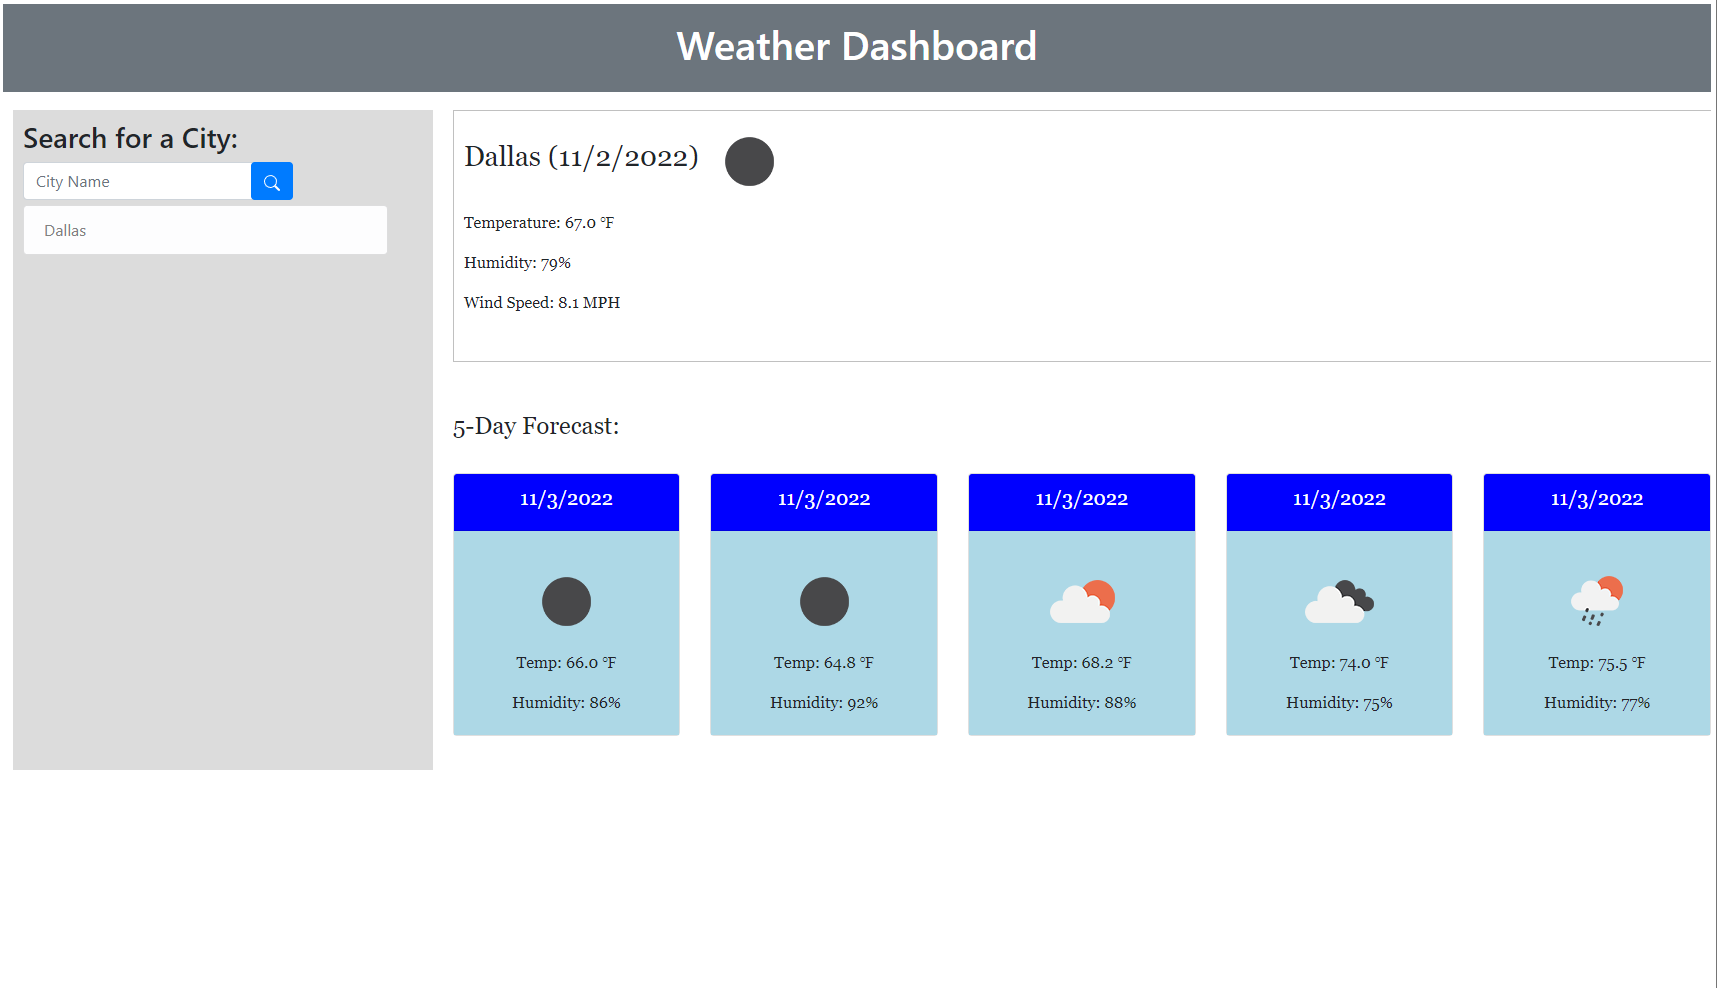 Weather Dashboard
Search for a City:
City Name
Dallas
Dallas (11/2/2022)
Temperature: 67.0 °F
Humidity: 79%
Wind Speed: 8.1 MPH
5-Day Forecast:
11/3/2022
Temp: 66.0 °F
Humidity: 86%
11/3/2022
Temp: 64.8 °F
Humidity: 92%
11/3/2022
Temp: 68.2 °F
Humidity: 88%
11/3/2022
Temp: 74.0 °F
Humidity: 75%
11/3/2022
Temp: 75.5 °F
Humidity: 77%